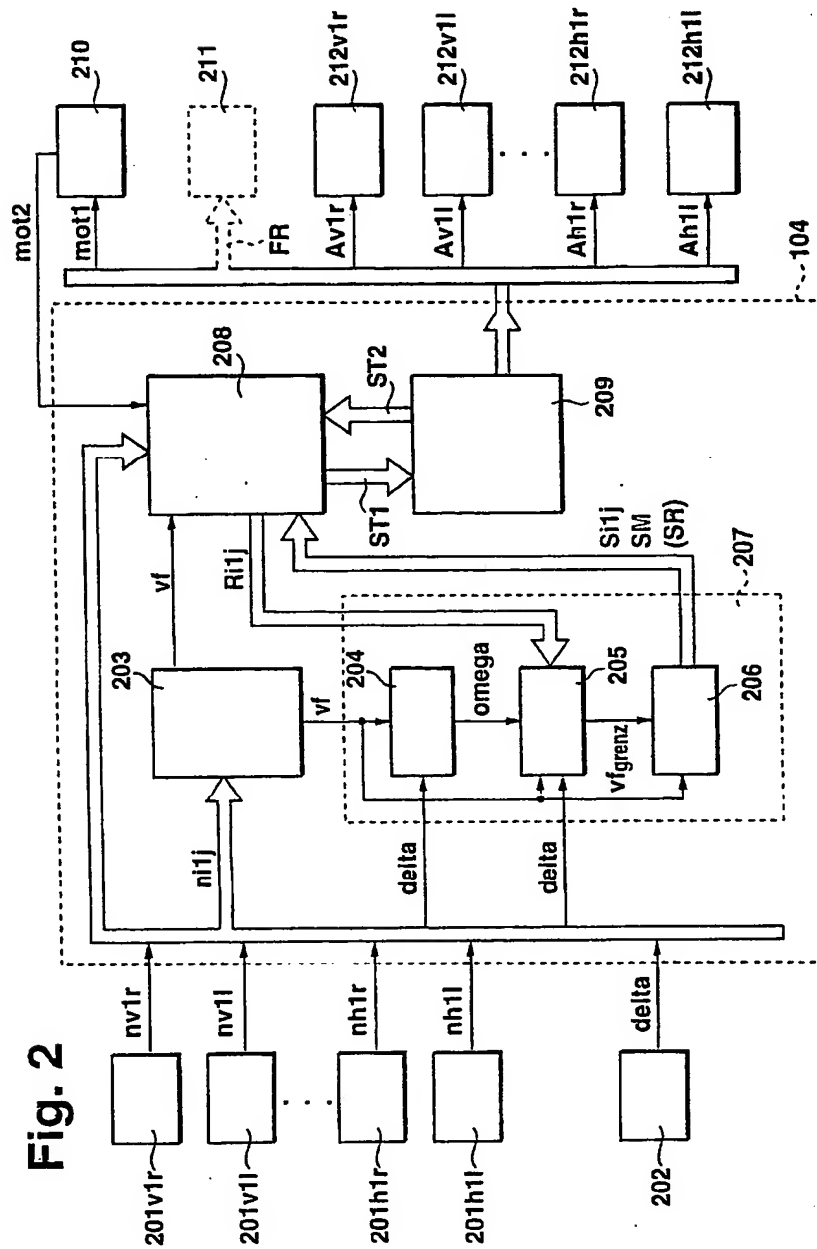 Fig. 2
210
mot2
mot1
211
FR
212v1r
Av1r
212v1l
Av1l
212h1r
Ah1r
212h1l
Ah1l
104
208
ST2
ST1
209
vf
Ri1j
Si1j
SM
(SR)
207
203
vf
204
omega
205
vfgrenz
206
ni1j
delta
delta
nv1r
nv1l
nh1r
nh1l
delta
201v1r
201v1l
201h1r
201h1l
202